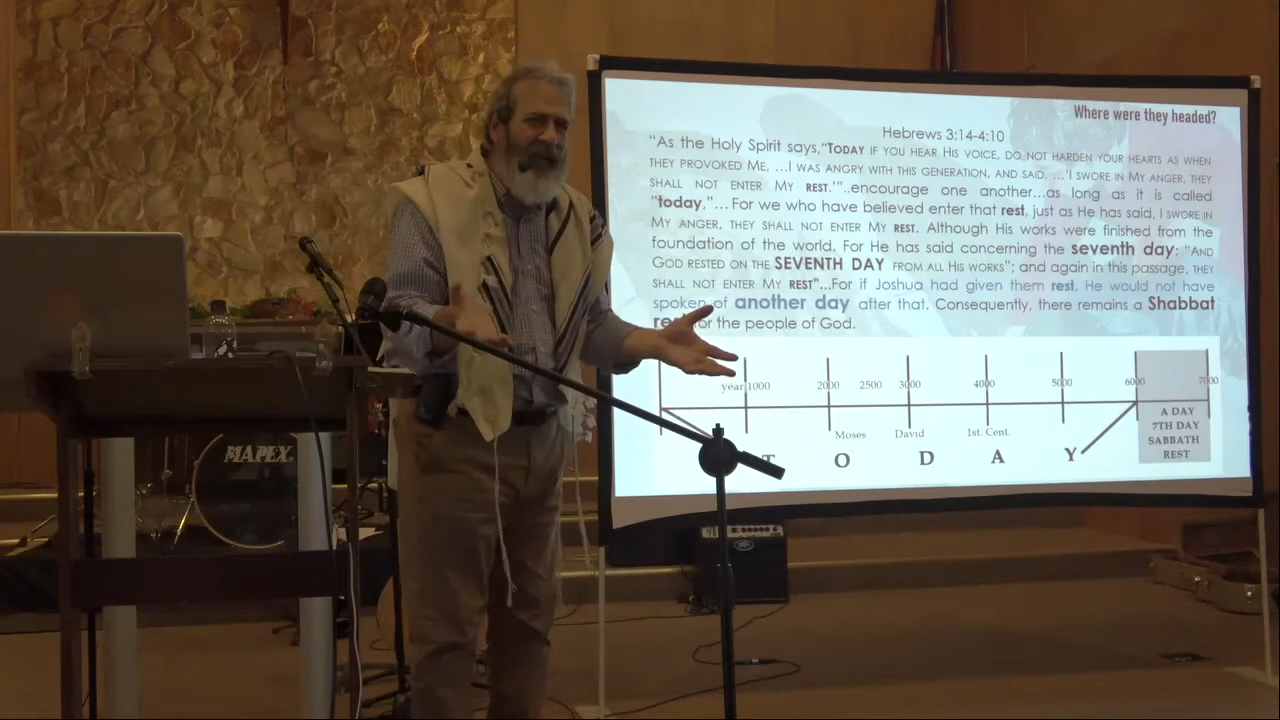 Where were they headed?
Hebrews 3:14-4:10
"As the Holy Spirit says,"TODAY IF YOU HEAR HIS VOICE, DO NOT HARDEN YOUR HEARTS AS WHEN
THEY PROVOKED ME, ...I WAS ANGRY WITH THIS GENERATION, AND SAID, ...'I SWORE IN MY ANGER, THEY
SHALL NOT ENTER MY REST.'"..encourage one another...as long as it is called
"today,"... For we who have believed enter that rest, just as He has said, I SWORE IN
MY ANGER, THEY SHALL NOT ENTER MY REST. Although His works were finished from the
foundation of the world. For He has said concerning the seventh day: "AND
GOD RESTED ON THE SEVENTH DAY FROM ALL HIS WORKS"; and again in this passage, THEY
SHALL NOT ENTER MY REST"...For if Joshua had given them rest, He would not have
spoken of another day after that. Consequently, there remains a Shabbat
for the people of God.
year 1000 2000 2500 3000 4000 5000 6000 7000
Moses David 1st. Cent.
A DAY
7TH DAY
SABBATH
REST
T O D A Y
MAPEX